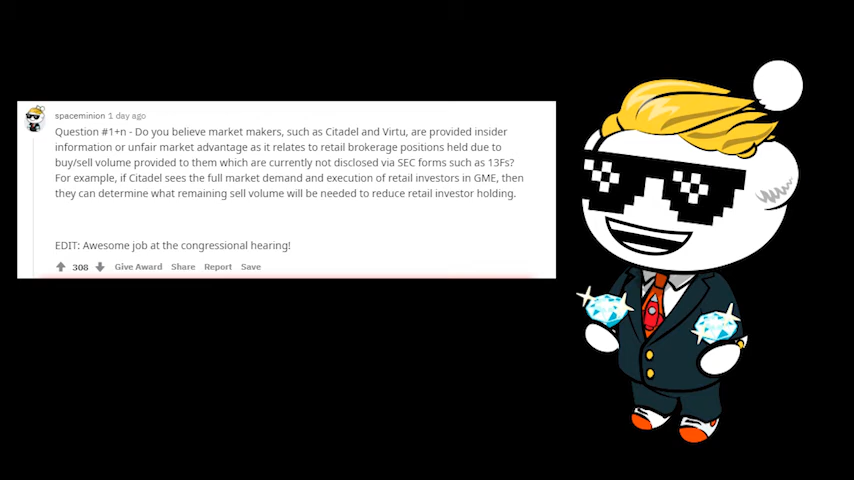 spaceminion 1 day ago
Question #1+n - Do you believe market makers, such as Citadel and Virtu, are provided insider
information or unfair market advantage as it relates to retail brokerage positions held due to
buy/sell volume provided to them which are currently not disclosed via SEC forms such as 13Fs?
For example, if Citadel sees the full market demand and execution of retail investors in GME, then
they can determine what remaining sell volume will be needed to reduce retail investor holding.
EDIT: Awesome job at the congressional hearing!
308 Give Award Share Report Save